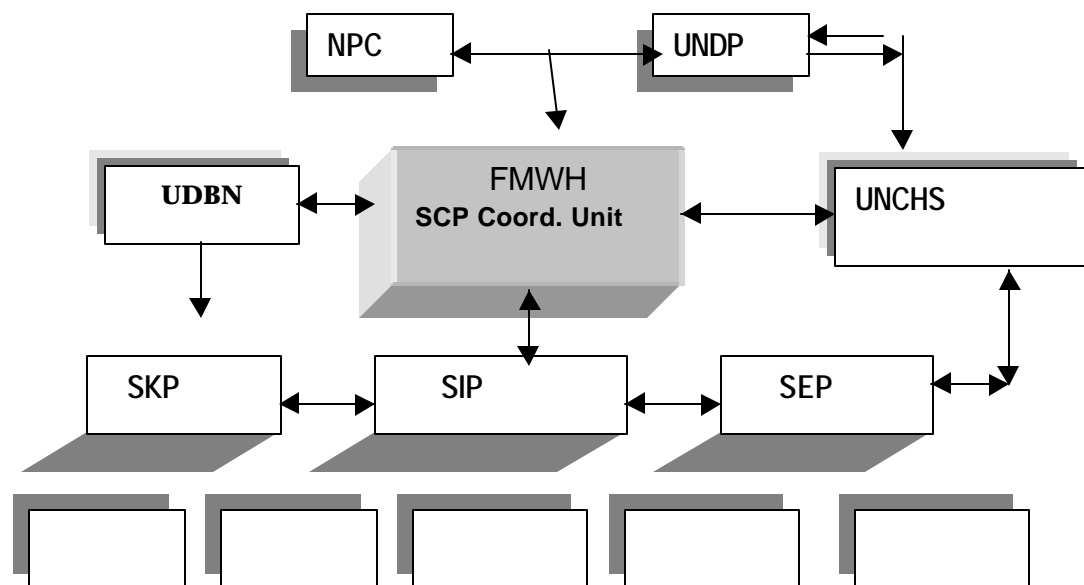 NPC
UNDP
UDBN
FMWH
SCP Coord. Unit
UNCHS
SKP
SIP
SEP